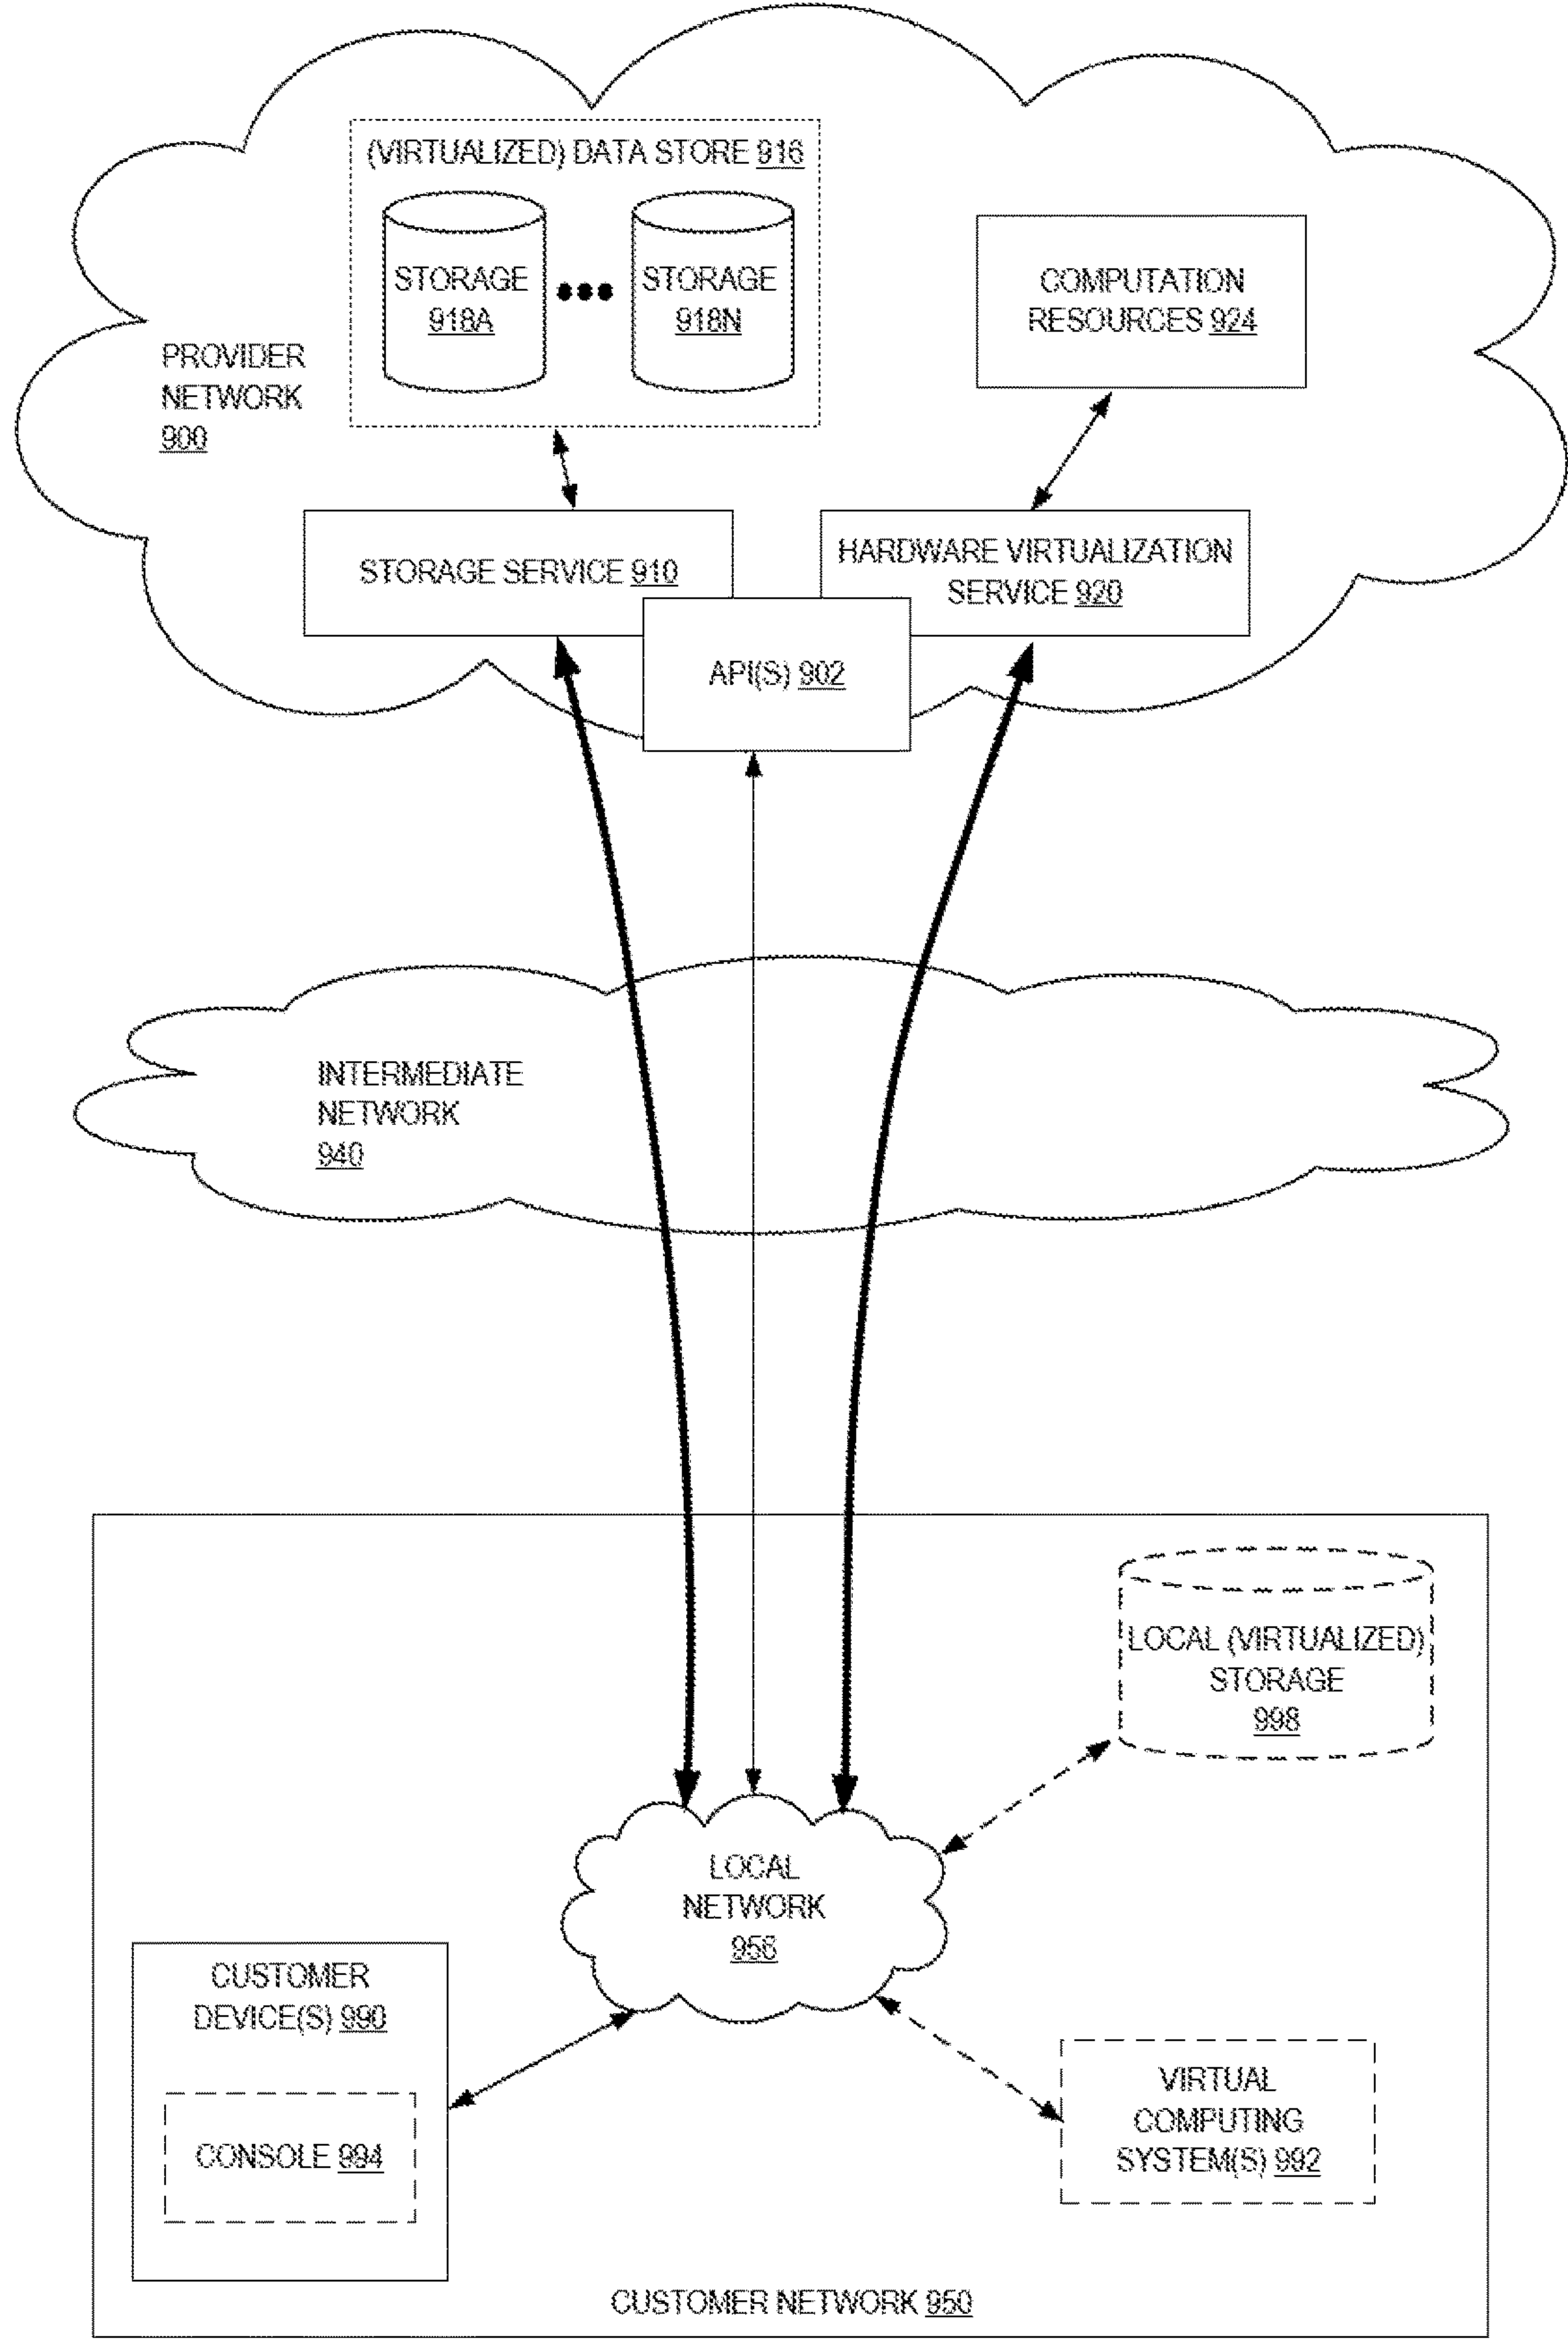 (VIRTUALIZED) DATA STORE 916
STORAGE
918A
STORAGE
918N
COMPUTATION
RESOURCES 924
PROVIDER
NETWORK
900
STORAGE SERVICE 910
HARDWARE VIRTUALIZATION
SERVICE 920
API(S) 902
INTERMEDIATE
NETWORK
940
LOCAL (VIRTUALIZED)
STORAGE
998
LOCAL
NETWORK
956
CUSTOMER
DEVICE(S) 990
CONSOLE 994
VIRTUAL
COMPUTING
SYSTEM(S) 992
CUSTOMER NETWORK 950